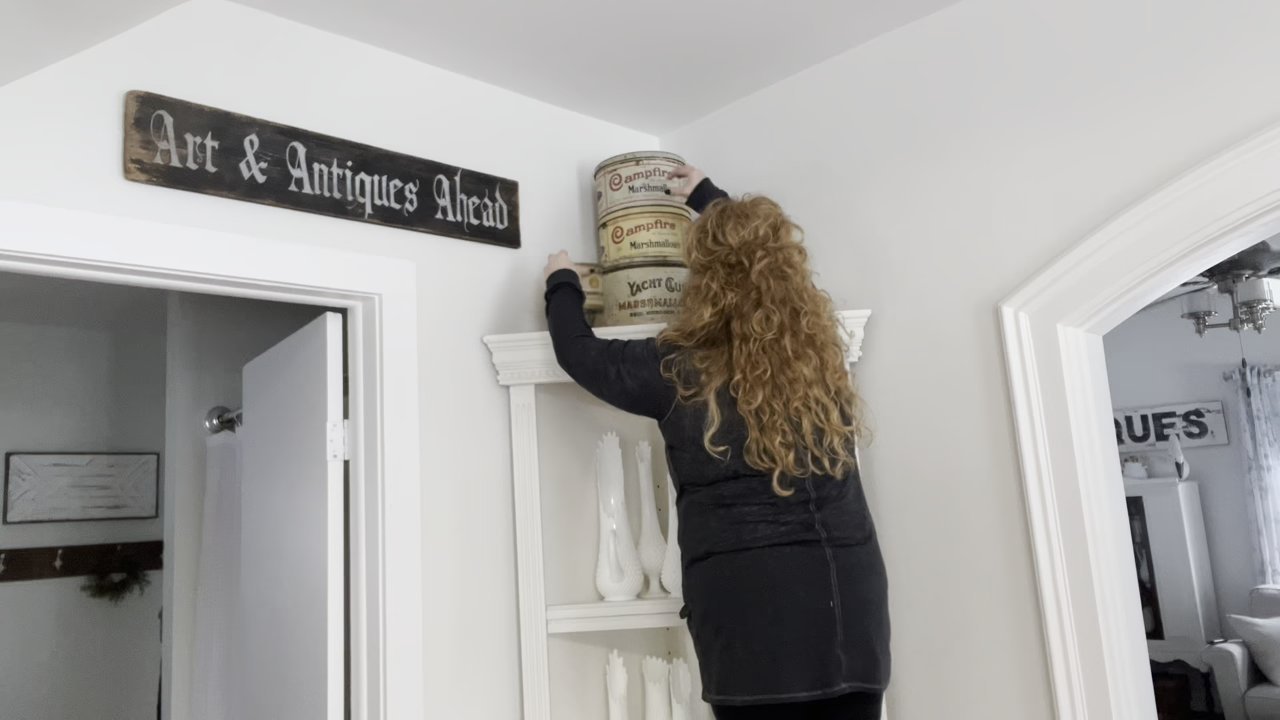 Art & Antiques Ahead
Campfire
Marshmallows
Campfire
Marshmallows
YACHT CLUB
MARSHMALLOWS
QUES